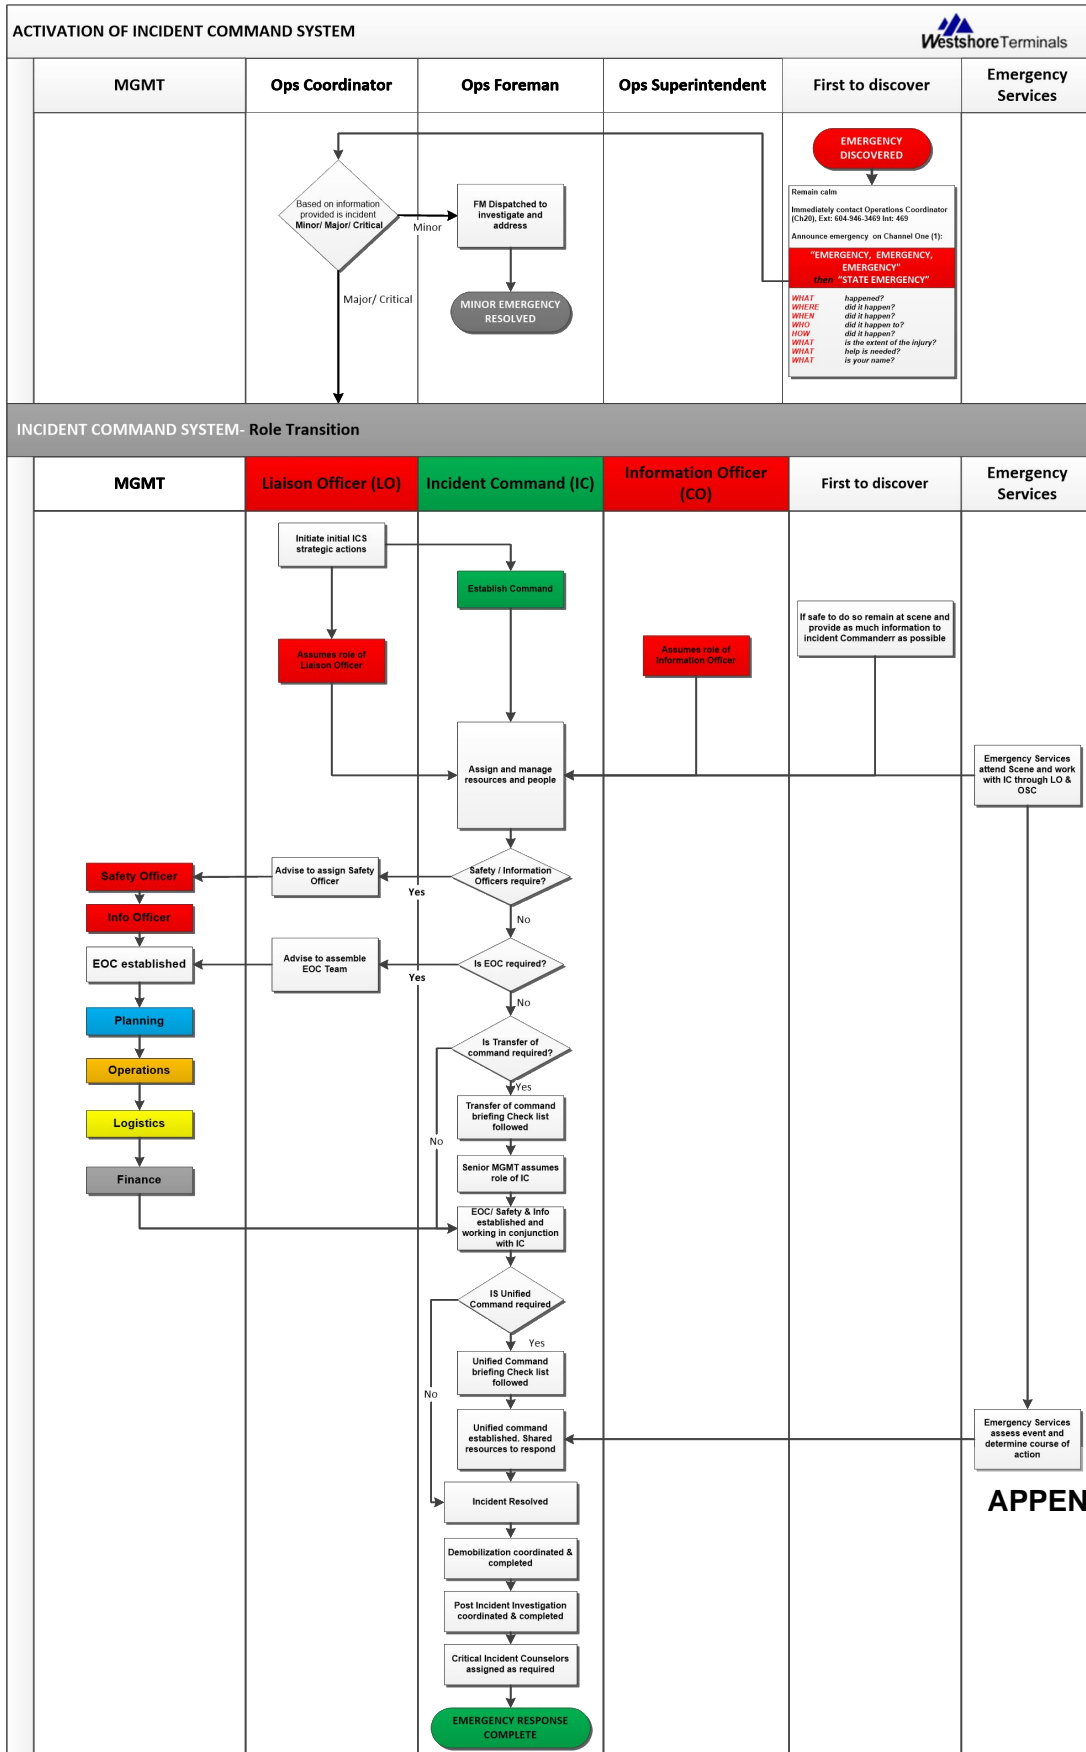 ACTIVATION OF INCIDENT COMMAND SYSTEM
Westshore Terminals
MGMT
Ops Coordinator
Ops Foreman
Ops Superintendent
First to discover
Emergency
Services
EMERGENCY
DISCOVERED
Remain calm
Immediately contact Operations Coordinator
(Ch20), Ext: 604-946-3469 Int: 469
Announce emergency on Channel One (1):
"EMERGENCY, EMERGENCY,
EMERGENCY"
then "STATE EMERGENCY"
WHAT happened?
WHERE did it happen?
WHEN did it happen?
WHO did it happen to?
HOW did it happen?
WHAT is the extent of the injury?
WHAT help is needed?
WHAT is your name?
Based on information
provided is incident
Minor/ Major/ Critical
Minor
FM Dispatched to
investigate and
address
Major/ Critical
MINOR EMERGENCY
RESOLVED
INCIDENT COMMAND SYSTEM- Role Transition
MGMT
Liaison Officer (LO)
Incident Command (IC)
Information Officer
(CO)
First to discover
Emergency
Services
Initiate initial ICS
strategic actions
Establish Command
If safe to do so remain at scene and
provide as much information to
incident Commanderr as possible
Assumes role of
Liaison Officer
Assumes role of
Information Officer
Assign and manage
resources and people
Emergency Services
attend Scene and work
with IC through LO &
OSC
Safety / Information
Officers require?
Yes
Advise to assign Safety
Officer
Safety Officer
Info Officer
No
Is EOC required?
Yes
Advise to assemble
EOC Team
EOC established
No
Planning
Is Transfer of
command required?
Operations
Yes
Transfer of command
briefing Check list
followed
Logistics
No
Senior MGMT assumes
role of IC
Finance
EOC/ Safety & Info
established and
working in conjunction
with IC
IS Unified
Command required
Yes
Unified Command
briefing Check list
followed
No
Unified command
established. Shared
resources to respond
Emergency Services
assess event and
determine course of
action
Incident Resolved
APPEN
Demobilization coordinated &
completed
Post Incident Investigation
coordinated & completed
Critical Incident Counselors
assigned as required
EMERGENCY RESPONSE
COMPLETE